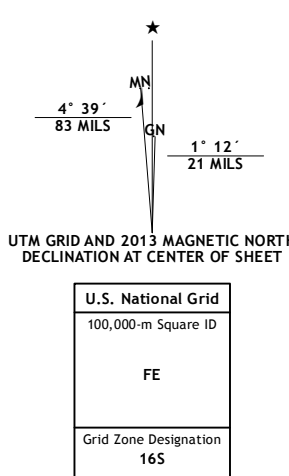 MN
4° 39´
83 MILS
GN
1° 12´
21 MILS
UTM GRID AND 2013 MAGNETIC NORTH
DECLINATION AT CENTER OF SHEET
U.S. National Grid
100,000-m Square ID
FE
Grid Zone Designation
16S